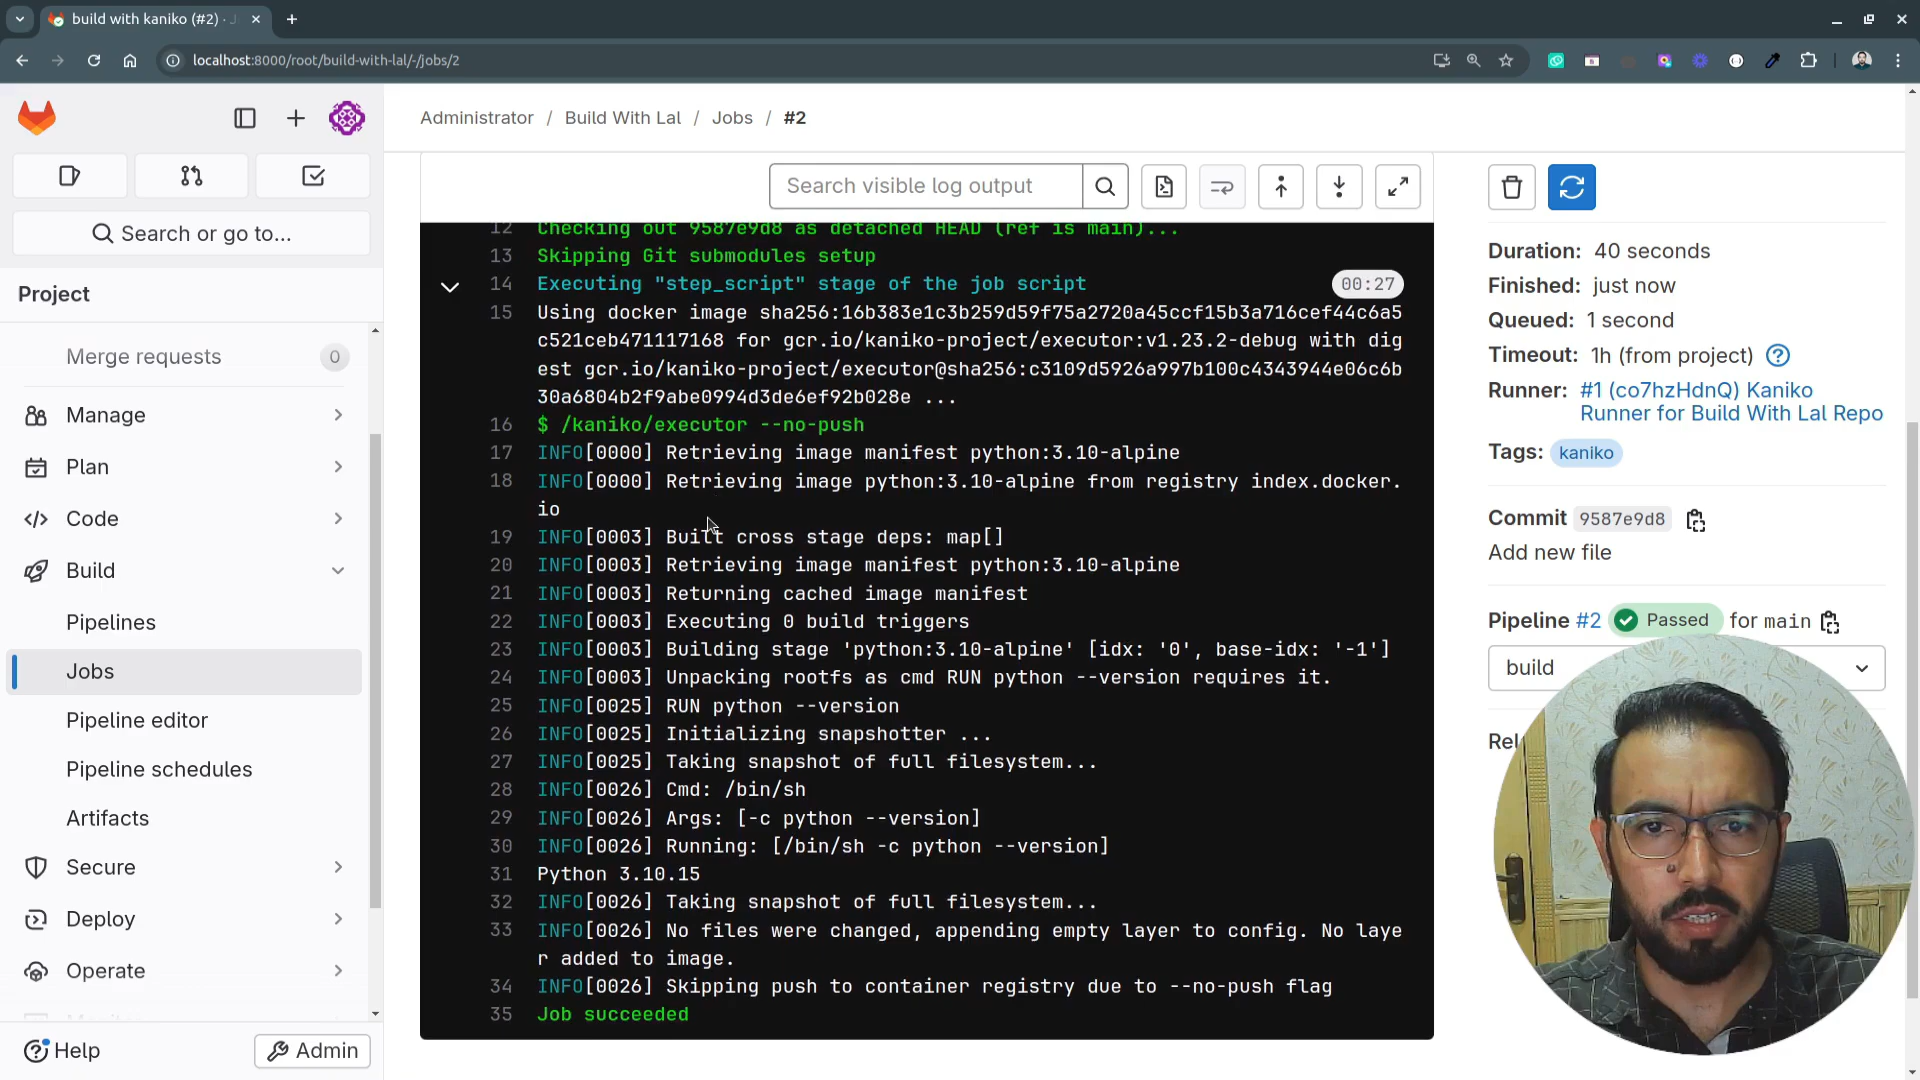 build with kaniko (#2) · J
localhost:8000/root/build-with-lal/-/jobs/2
Administrator / Build With Lal / Jobs / #2
Search or go to...
Project
Merge requests 0
Manage
Plan
Code
Build
Pipelines
Jobs
Pipeline editor
Pipeline schedules
Artifacts
Secure
Deploy
Operate
Help
Admin
Search visible log output
12 Checking out 9587e9d8 as detached HEAD (ref is main)...
13 Skipping Git submodules setup
14 Executing "step_script" stage of the job script 00:27
15 Using docker image sha256:16b383e1c3b259d59f75a2720a45ccf15b3a716cef44c6a5
c521ceb471117168 for gcr.io/kaniko-project/executor:v1.23.2-debug with dig
est gcr.io/kaniko-project/executor@sha256:c3109d5926a997b100c4343944e06c6b
30a6804b2f9abe0994d3de6ef92b028e ...
16 $ /kaniko/executor --no-push
17 INFO[0000] Retrieving image manifest python:3.10-alpine
18 INFO[0000] Retrieving image python:3.10-alpine from registry index.docker.
io
19 INFO[0003] Built cross stage deps: map[]
20 INFO[0003] Retrieving image manifest python:3.10-alpine
21 INFO[0003] Returning cached image manifest
22 INFO[0003] Executing 0 build triggers
23 INFO[0003] Building stage 'python:3.10-alpine' [idx: '0', base-idx: '-1']
24 INFO[0003] Unpacking rootfs as cmd RUN python --version requires it.
25 INFO[0025] RUN python --version
26 INFO[0025] Initializing snapshotter ...
27 INFO[0025] Taking snapshot of full filesystem...
28 INFO[0026] Cmd: /bin/sh
29 INFO[0026] Args: [-c python --version]
30 INFO[0026] Running: [/bin/sh -c python --version]
31 Python 3.10.15
32 INFO[0026] Taking snapshot of full filesystem...
33 INFO[0026] No files were changed, appending empty layer to config. No laye
r added to image.
34 INFO[0026] Skipping push to container registry due to --no-push flag
35 Job succeeded
Duration: 40 seconds
Finished: just now
Queued: 1 second
Timeout: 1h (from project)
Runner: #1 (co7hzHdnQ) Kaniko
Runner for Build With Lal Repo
Tags: kaniko
Commit 9587e9d8
Add new file
Pipeline #2 Passed for main
build
Rel